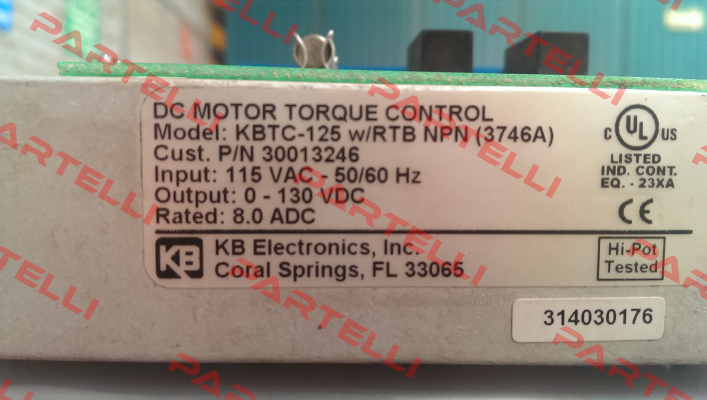 DC MOTOR TORQUE CONTROL
Model: KBTC-125 w/RTB NPN (3746A)
Cust. P/N 30013246
Input: 115 VAC - 50/60 Hz
Output: 0 - 130 VDC
Rated: 8.0 ADC
C UL US
LISTED
IND. CONT.
EQ. - 23XA
CE
KB
KB Electronics, Inc.
Coral Springs, FL 33065
Hi-Pot
Tested
314030176
PARTELLI
PARTELLI
PARTELLI
PARTELLI
PARTELLI
PARTELLI
PARTELLI